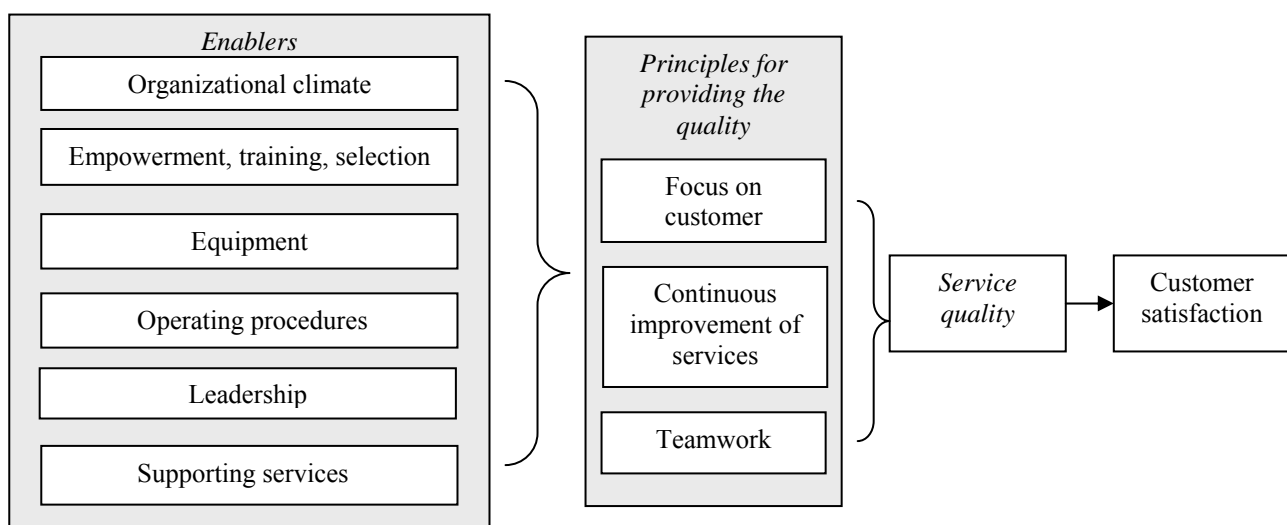 Enablers
Organizational climate
Empowerment, training, selection
Equipment
Operating procedures
Leadership
Supporting services
Principles for
providing the
quality
Focus on
customer
Continuous
improvement of
services
Teamwork
Service
quality
Customer
satisfaction